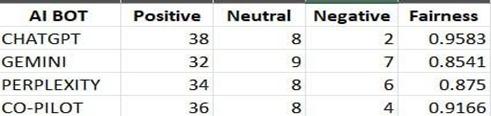 AI BOT Positive Neutral Negative Fairness
CHATGPT 38 8 2 0.9583
GEMINI 32 9 7 0.8541
PERPLEXITY 34 8 6 0.875
CO-PILOT 36 8 4 0.9166